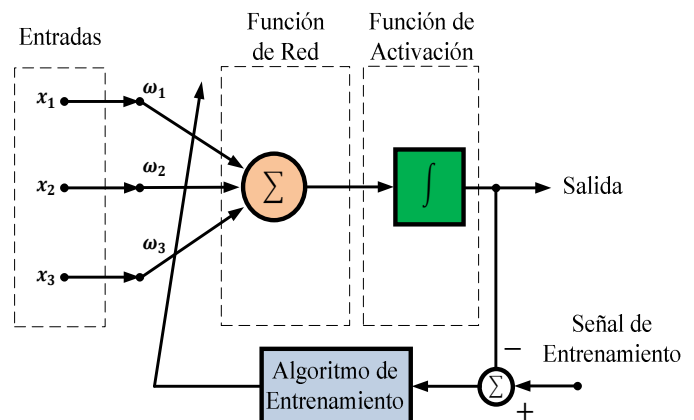 Entradas
Función
de Red
Función de
Activación
x₁
ω₁
x₂
ω₂
x₃
ω₃
∑
∫
Salida
Señal de
Entrenamiento
−
∑
+
Algoritmo de
Entrenamiento